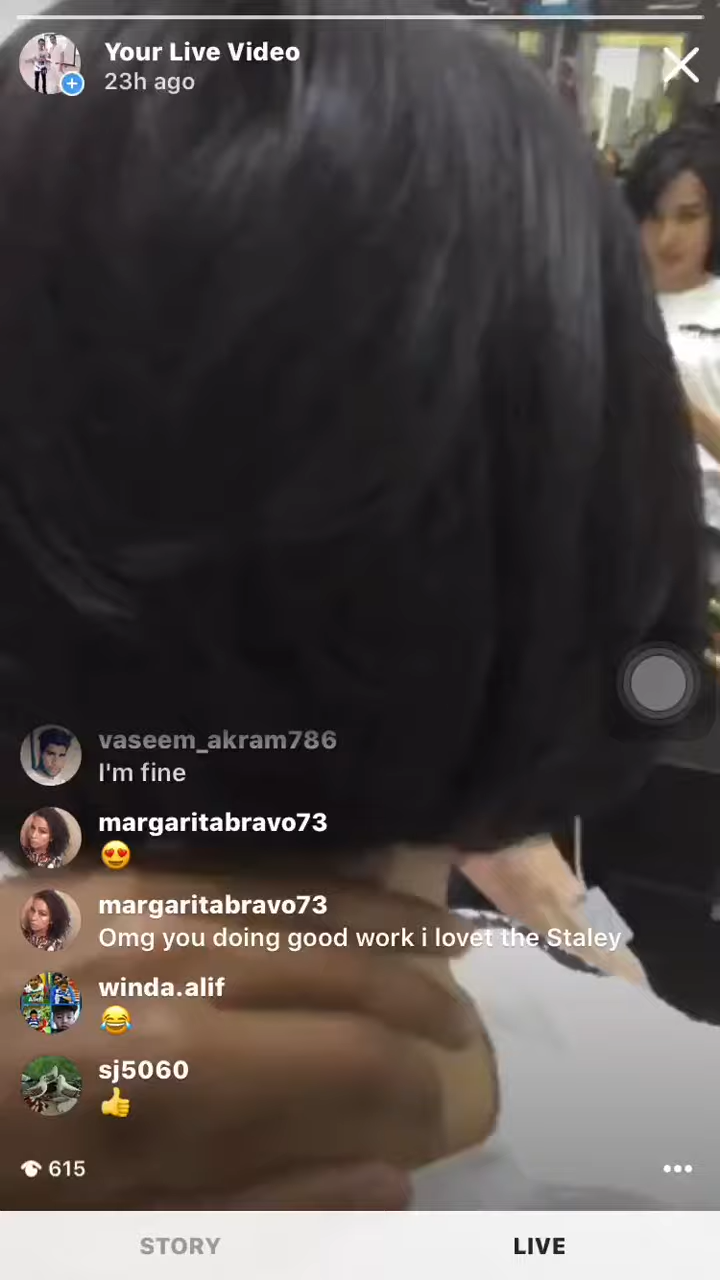 Your Live Video
23h ago
vaseem_akram786
I'm fine
margaritabravo73
😍
margaritabravo73
Omg you doing good work i lovet the Staley
winda.alif
😂
sj5060
👍
615
STORY
LIVE